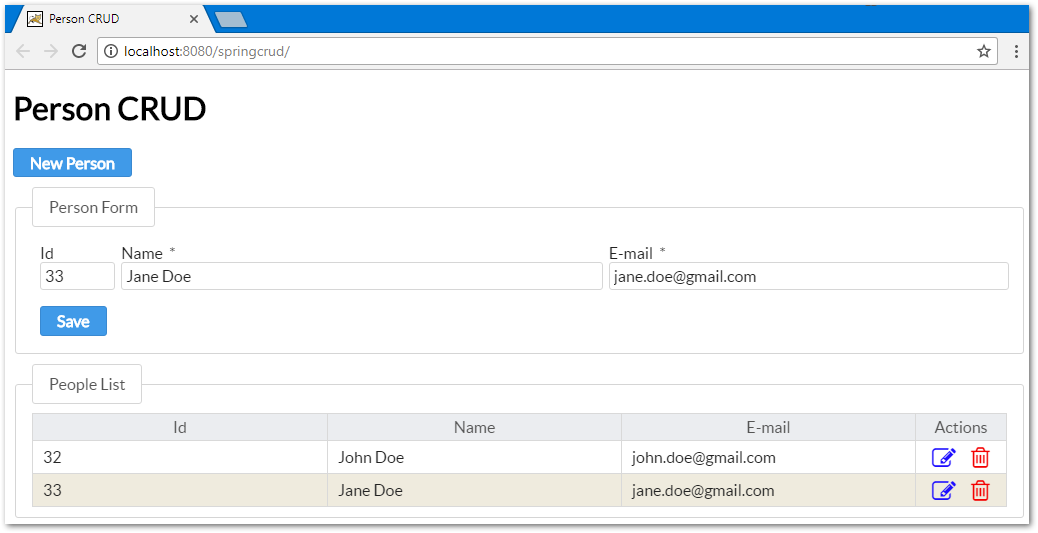 Person CRUD
localhost:8080/springcrud/
Person CRUD
New Person
Person Form
Id Name * E-mail *
33 Jane Doe jane.doe@gmail.com
Save
People List
Id Name E-mail Actions
32 John Doe john.doe@gmail.com
33 Jane Doe jane.doe@gmail.com